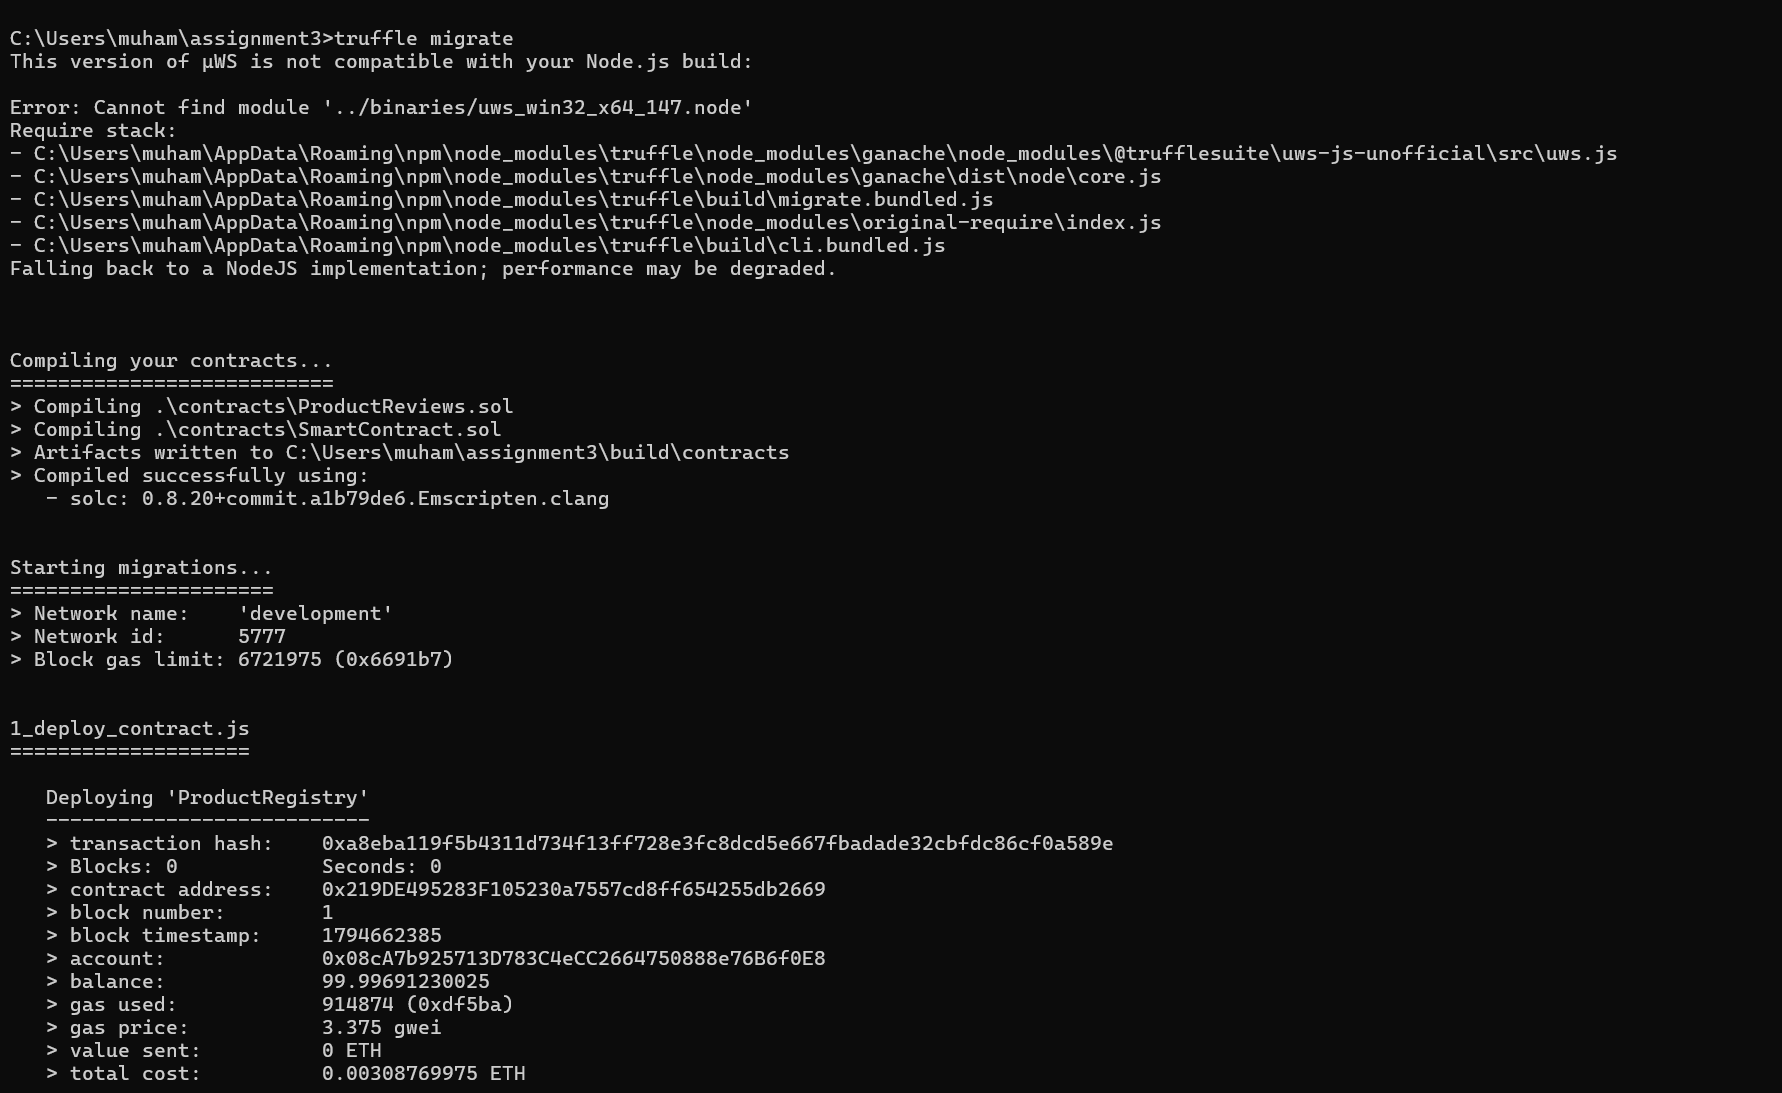 C:\Users\muham\assignment3>truffle migrate
This version of µWS is not compatible with your Node.js build:
Error: Cannot find module '../binaries/uws_win32_x64_147.node'
Require stack:
- C:\Users\muham\AppData\Roaming\npm\node_modules\truffle\node_modules\ganache\node_modules\@trufflesuite\uws-js-unofficial\src\uws.js
- C:\Users\muham\AppData\Roaming\npm\node_modules\truffle\node_modules\ganache\dist\node\core.js
- C:\Users\muham\AppData\Roaming\npm\node_modules\truffle\build\migrate.bundled.js
- C:\Users\muham\AppData\Roaming\npm\node_modules\truffle\node_modules\original-require\index.js
- C:\Users\muham\AppData\Roaming\npm\node_modules\truffle\build\cli.bundled.js
Falling back to a NodeJS implementation; performance may be degraded.
Compiling your contracts...
===========================
> Compiling .\contracts\ProductReviews.sol
> Compiling .\contracts\SmartContract.sol
> Artifacts written to C:\Users\muham\assignment3\build\contracts
> Compiled successfully using:
   - solc: 0.8.20+commit.a1b79de6.Emscripten.clang
Starting migrations...
======================
> Network name:    'development'
> Network id:      5777
> Block gas limit: 6721975 (0x6691b7)
1_deploy_contract.js
====================
   Deploying 'ProductRegistry'
   ---------------------------
   > transaction hash:    0xa8eba119f5b4311d734f13ff728e3fc8dcd5e667fbadade32cbfdc86cf0a589e
   > Blocks: 0            Seconds: 0
   > contract address:    0x219DE495283F105230a7557cd8ff654255db2669
   > block number:        1
   > block timestamp:     1794662385
   > account:             0x08cA7b925713D783C4eCC2664750888e76B6f0E8
   > balance:             99.99691230025
   > gas used:            914874 (0xdf5ba)
   > gas price:           3.375 gwei
   > value sent:          0 ETH
   > total cost:          0.00308769975 ETH